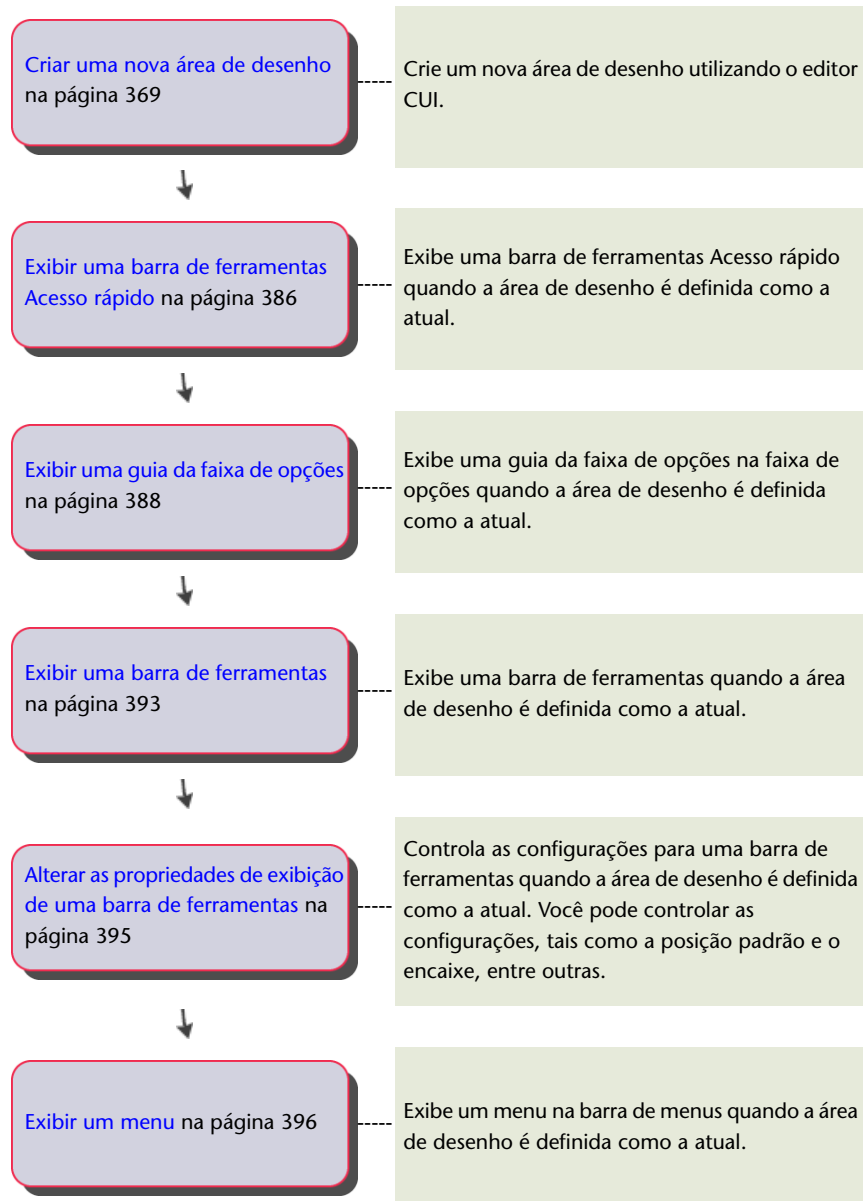 Criar uma nova área de desenho
na página 369
Crie um nova área de desenho utilizando o editor
CUI.
Exibir uma barra de ferramentas
Acesso rápido na página 386
Exibe uma barra de ferramentas Acesso rápido
quando a área de desenho é definida como a
atual.
Exibir uma guia da faixa de opções
na página 388
Exibe uma guia da faixa de opções na faixa de
opções quando a área de desenho é definida
como a atual.
Exibir uma barra de ferramentas
na página 393
Exibe uma barra de ferramentas quando a área
de desenho é definida como a atual.
Alterar as propriedades de exibição
de uma barra de ferramentas na
página 395
Controla as configurações para uma barra de
ferramentas quando a área de desenho é definida
como a atual. Você pode controlar as
configurações, tais como a posição padrão e o
encaixe, entre outras.
Exibir um menu na página 396
Exibe um menu na barra de menus quando a área
de desenho é definida como a atual.